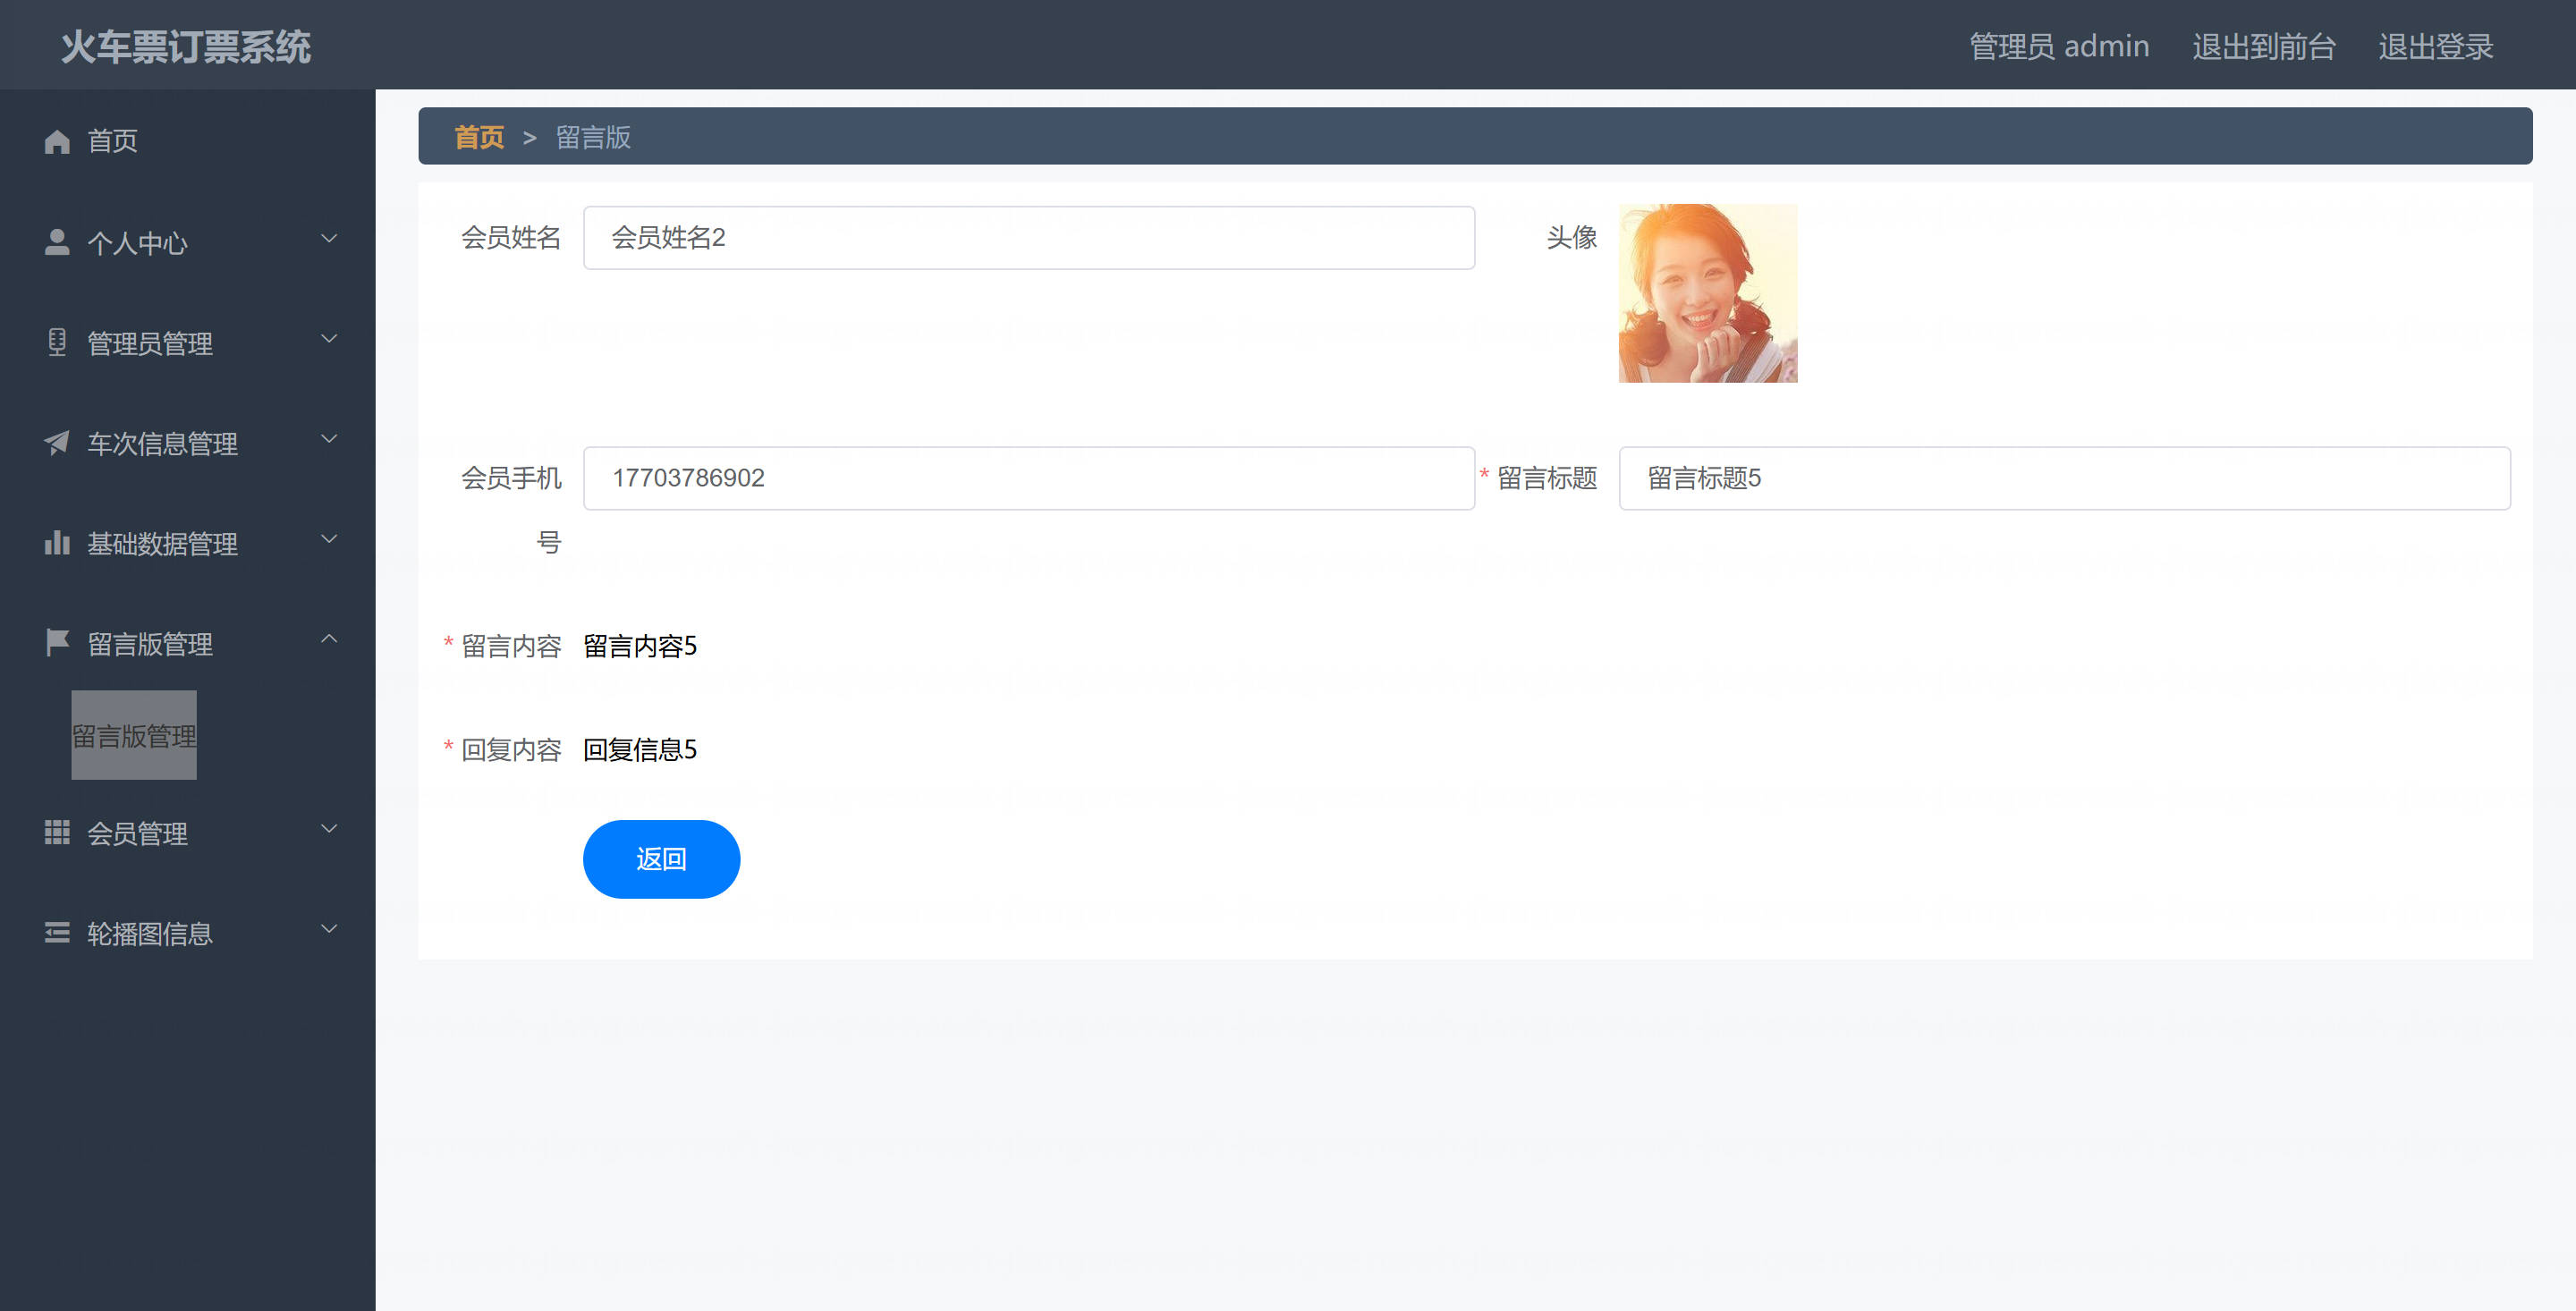 火车票订票系统
管理员 admin 退出到前台 退出登录
首页
个人中心
管理员管理
车次信息管理
基础数据管理
留言版管理
留言版管理
会员管理
轮播图信息
首页 > 留言版
会员姓名 会员姓名2
头像
会员手机号 17703786902
* 留言标题 留言标题5
* 留言内容 留言内容5
* 回复内容 回复信息5
返回